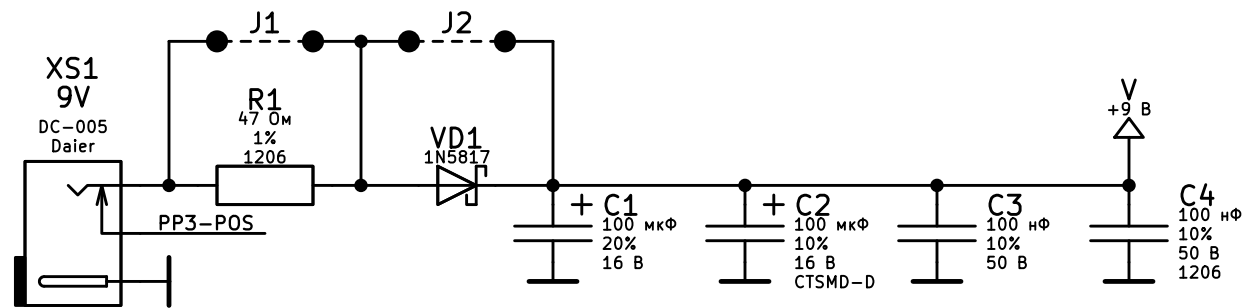 J1
J2
XS1
9V
DC-005
Daier
R1
47 Ом
1%
1206
VD1
1N5817
PP3-POS
V
+9 В
+ C1
100 мкФ
20%
16 В
+ C2
100 мкФ
10%
16 В
CTSMD-D
C3
100 нФ
10%
50 В
C4
100 нФ
10%
50 В
1206